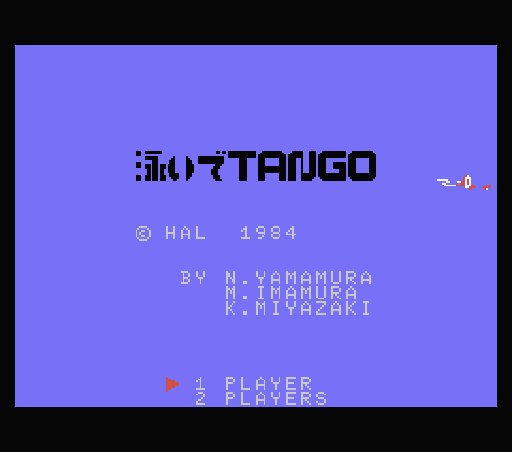 泳いでTANGO
© HAL 1984
BY N.YAMAMURA
M.IMAMURA
K.MIYAZAKI
1 PLAYER
2 PLAYERS